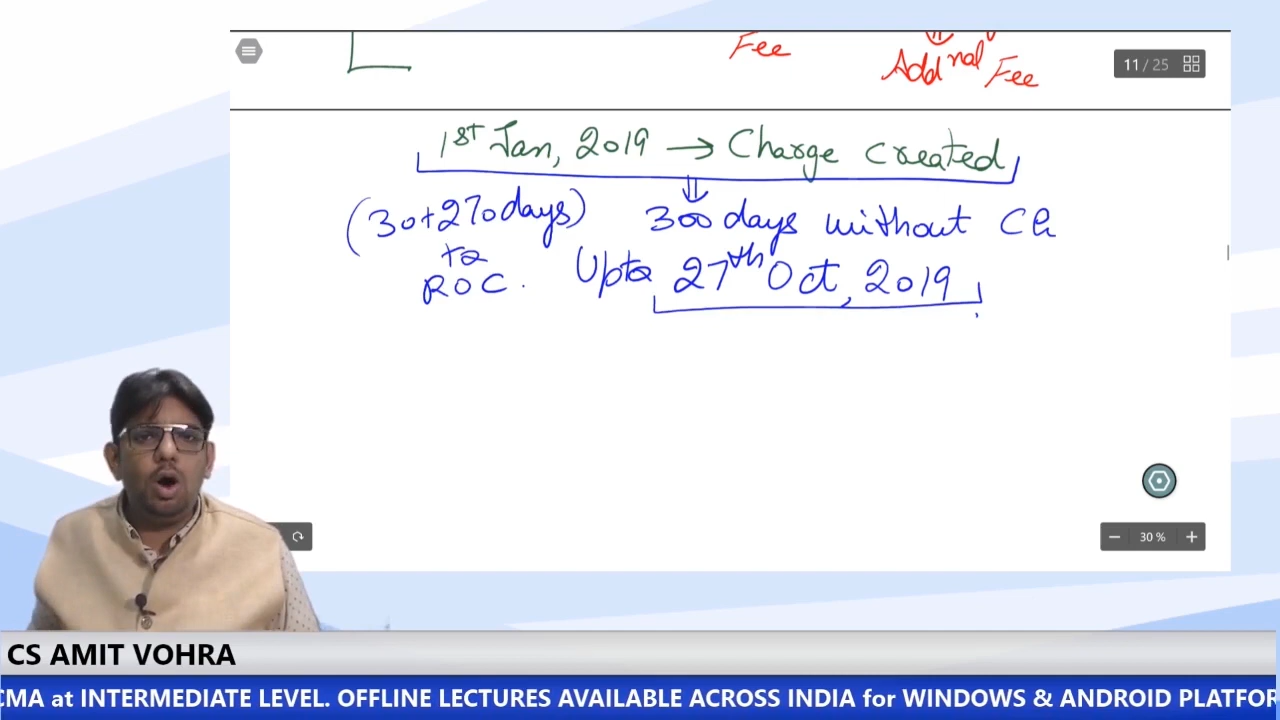 Fee
Addnal Fee
11 / 25
1st Jan, 2019 → Charge created
(30+270 days) 300 days without CG
to
ROC. Upto 27th Oct, 2019
30 %
CS AMIT VOHRA
CMA at INTERMEDIATE LEVEL. OFFLINE LECTURES AVAILABLE ACROSS INDIA for WINDOWS & ANDROID PLATFOR